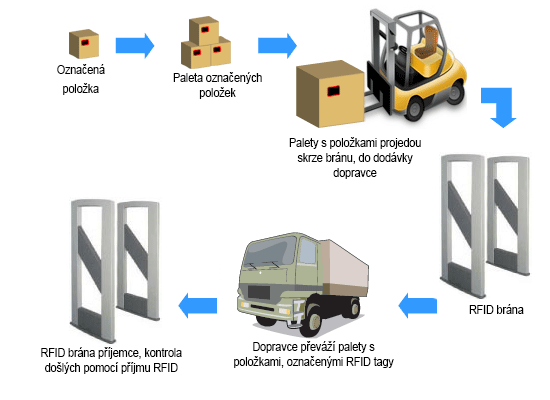 Označená
položka
Paleta označených
položek
Palety s položkami projedou
skrze bránu, do dodávky
dopravce
RFID brána
Dopravce převáží palety s
položkami, označenými RFID tagy
RFID brána příjemce, kontrola
došlých pomocí příjmu RFID